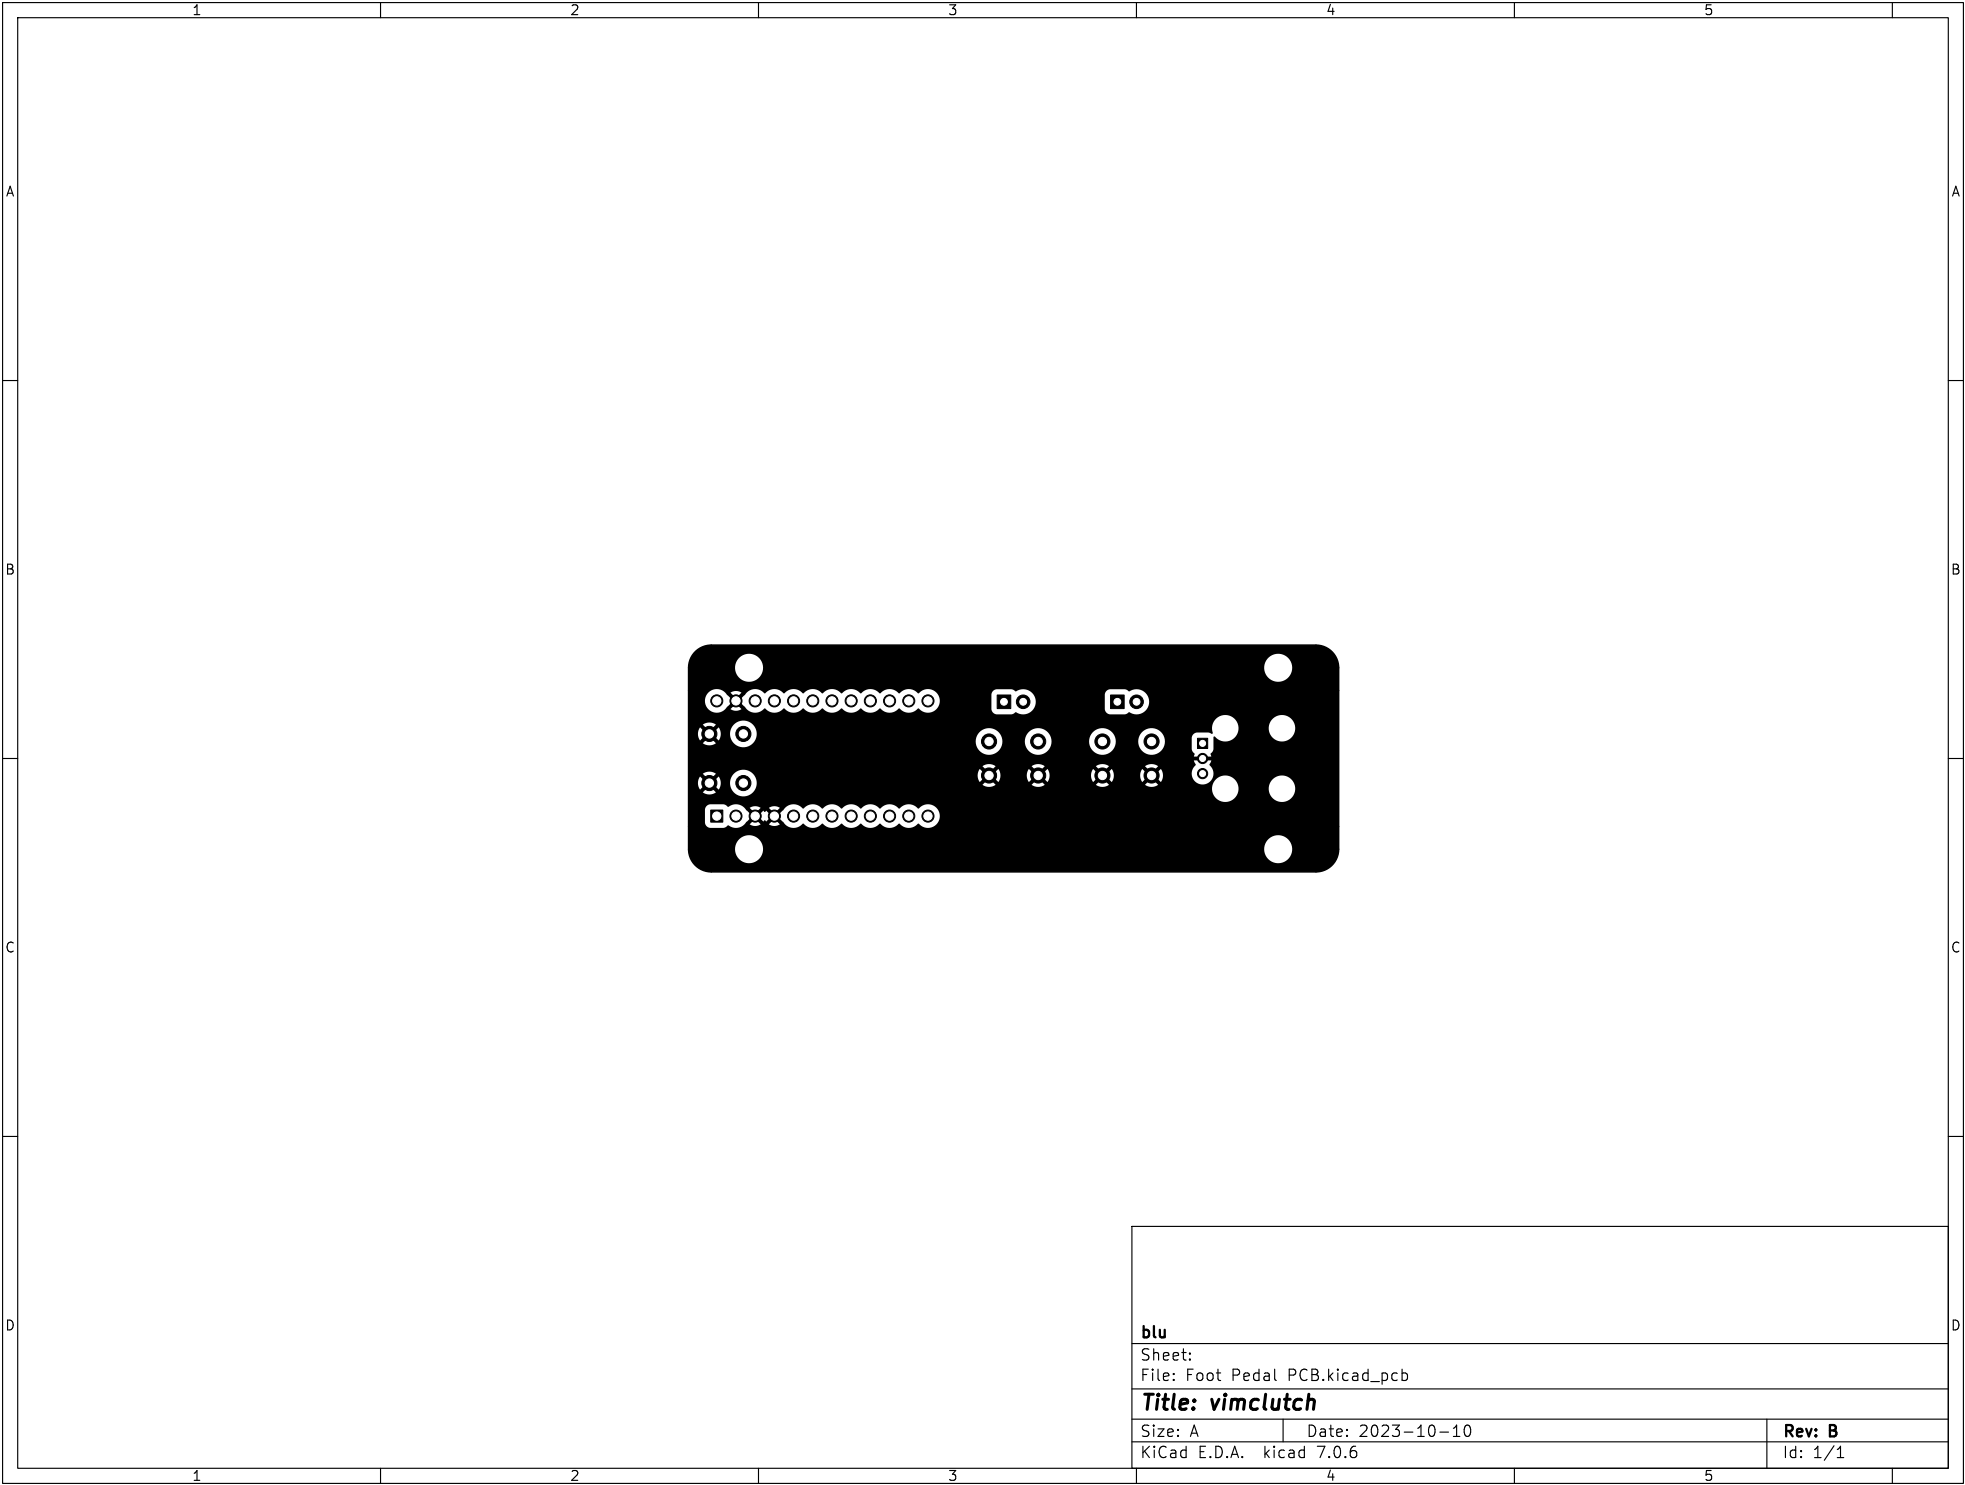 1 2 3 4 5
A A
B B
C C
D D
blu
Sheet:
File: Foot Pedal PCB.kicad_pcb
Title: vimclutch
Size: A Date: 2023-10-10 Rev: B
KiCad E.D.A. kicad 7.0.6 Id: 1/1
1 2 3 4 5